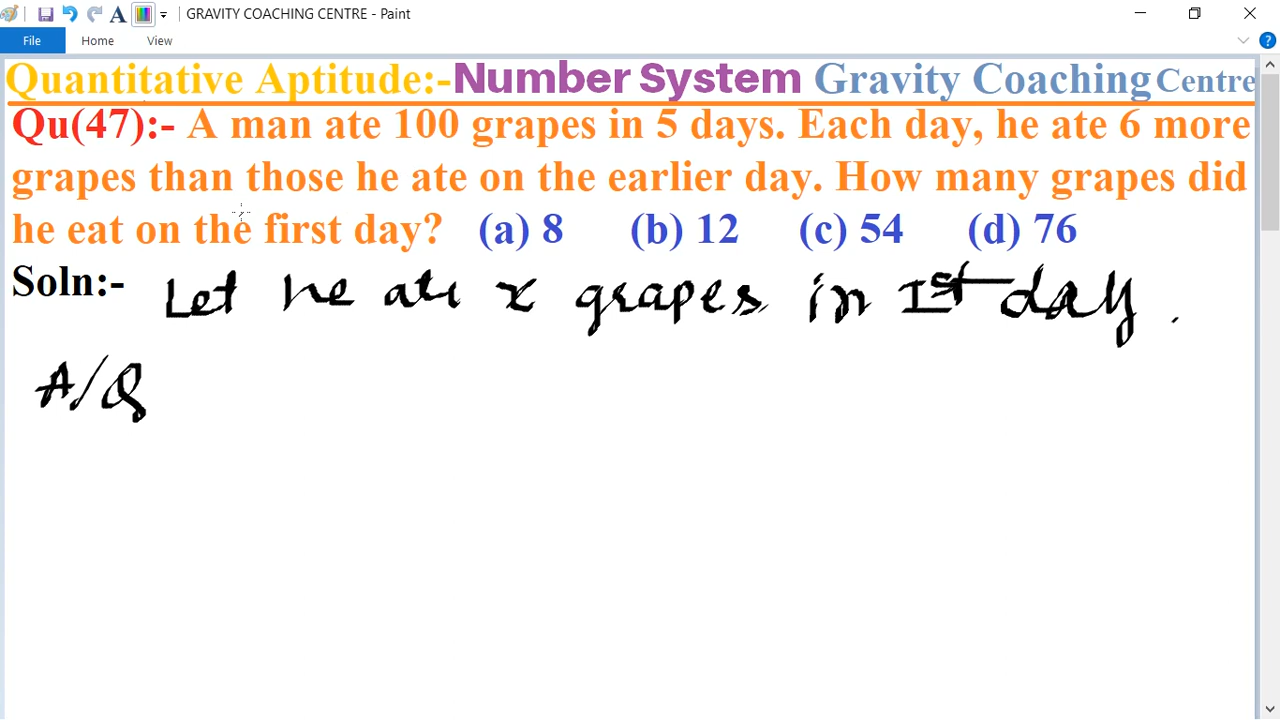 GRAVITY COACHING CENTRE - Paint
File Home View
Quantitative Aptitude:-Number System Gravity Coaching Centre
Qu(47):- A man ate 100 grapes in 5 days. Each day, he ate 6 more
grapes than those he ate on the earlier day. How many grapes did
he eat on the first day? (a) 8 (b) 12 (c) 54 (d) 76
Soln:- Let he ate x grapes in Ist day.
A/Q